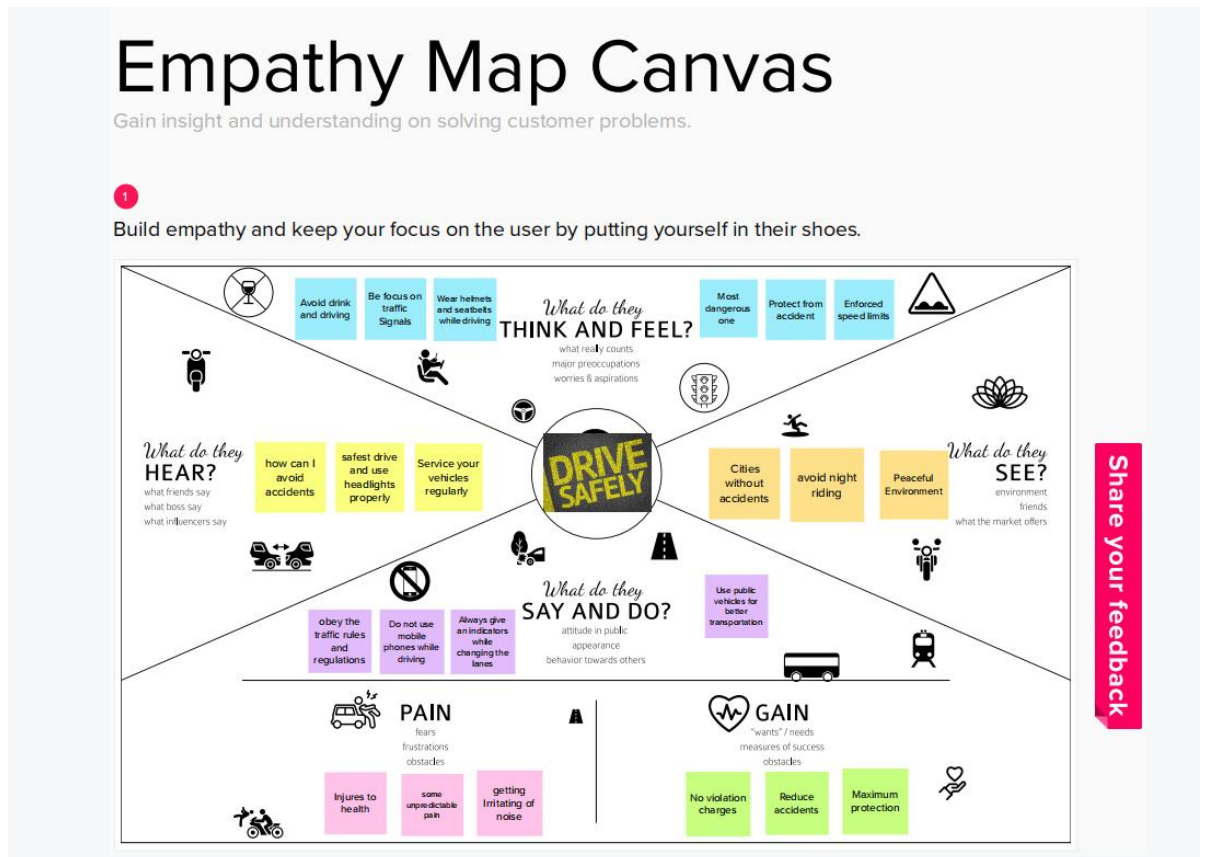 Empathy Map Canvas
Gain insight and understanding on solving customer problems.
1
Build empathy and keep your focus on the user by putting yourself in their shoes.
Avoid drink
and driving
Be focus on
traffic
Signals
Wear helmets
and seatbelts
while driving
What do they
THINK AND FEEL?
what really counts
major preoccupations
worries & aspirations
Most
dangerous
one
Protect from
accident
Enforced
speed limits
What do they
HEAR?
what friends say
what boss say
what influencers say
how can I
avoid
accidents
safest drive
and use
headlights
properly
Service your
vehicles
regularly
DRIVE
SAFELY
Cities
without
accidents
avoid night
riding
Peaceful
Environment
What do they
SEE?
environment
friends
what the market offers
What do they
SAY AND DO?
attitude in public
appearance
behavior towards others
obey the
traffic rules
and
regulations
Do not use
mobile
phones while
driving
Always give
an indicators
while
changing the
lanes
Use public
vehicles for
better
transportation
PAIN
fears
frustrations
obstacles
Injures to
health
some
unpredictable
pain
getting
Irritating of
noise
GAIN
"wants" / needs
measures of success
obstacles
No violation
charges
Reduce
accidents
Maximum
protection
Share your feedback